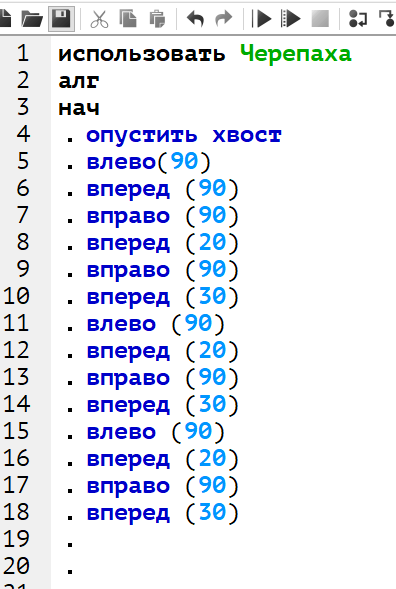 1 использовать Черепаха
2 алг
3 нач
4 . опустить хвост
5 . влево(90)
6 . вперед (90)
7 . вправо (90)
8 . вперед (20)
9 . вправо (90)
10 . вперед (30)
11 . влево (90)
12 . вперед (20)
13 . вправо (90)
14 . вперед (30)
15 . влево (90)
16 . вперед (20)
17 . вправо (90)
18 . вперед (30)
19 .
20 .